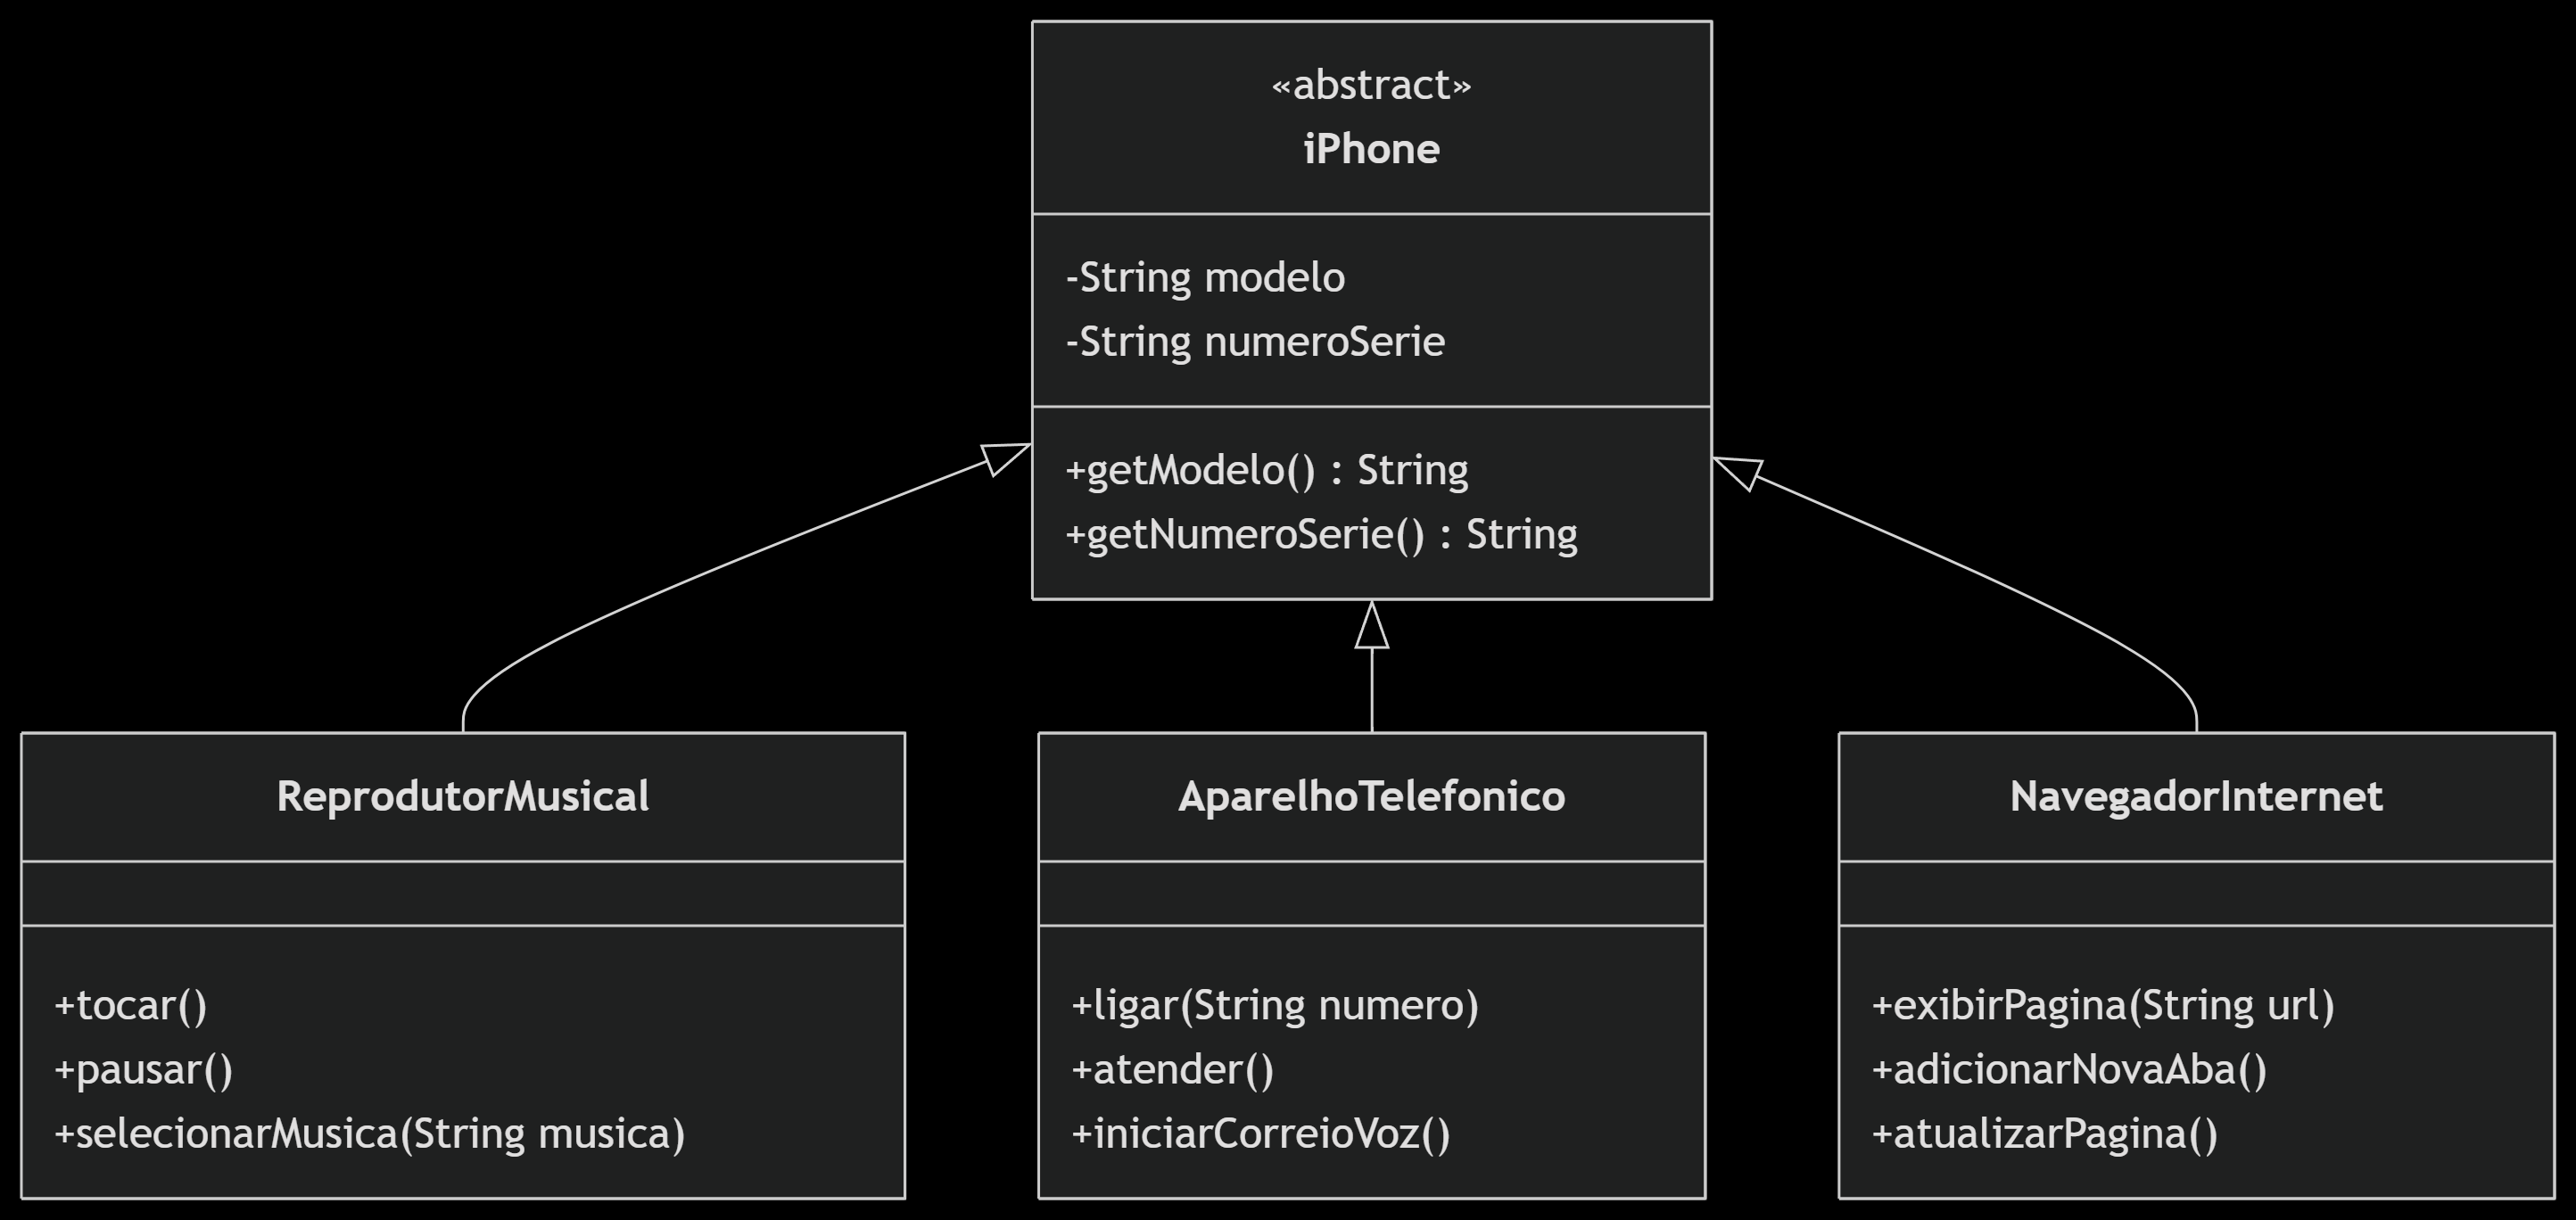 «abstract»
iPhone
-String modelo
-String numeroSerie
+getModelo() : String
+getNumeroSerie() : String
ReprodutorMusical
+tocar()
+pausar()
+selecionarMusica(String musica)
AparelhoTelefonico
+ligar(String numero)
+atender()
+iniciarCorreioVoz()
NavegadorInternet
+exibirPagina(String url)
+adicionarNovaAba()
+atualizarPagina()